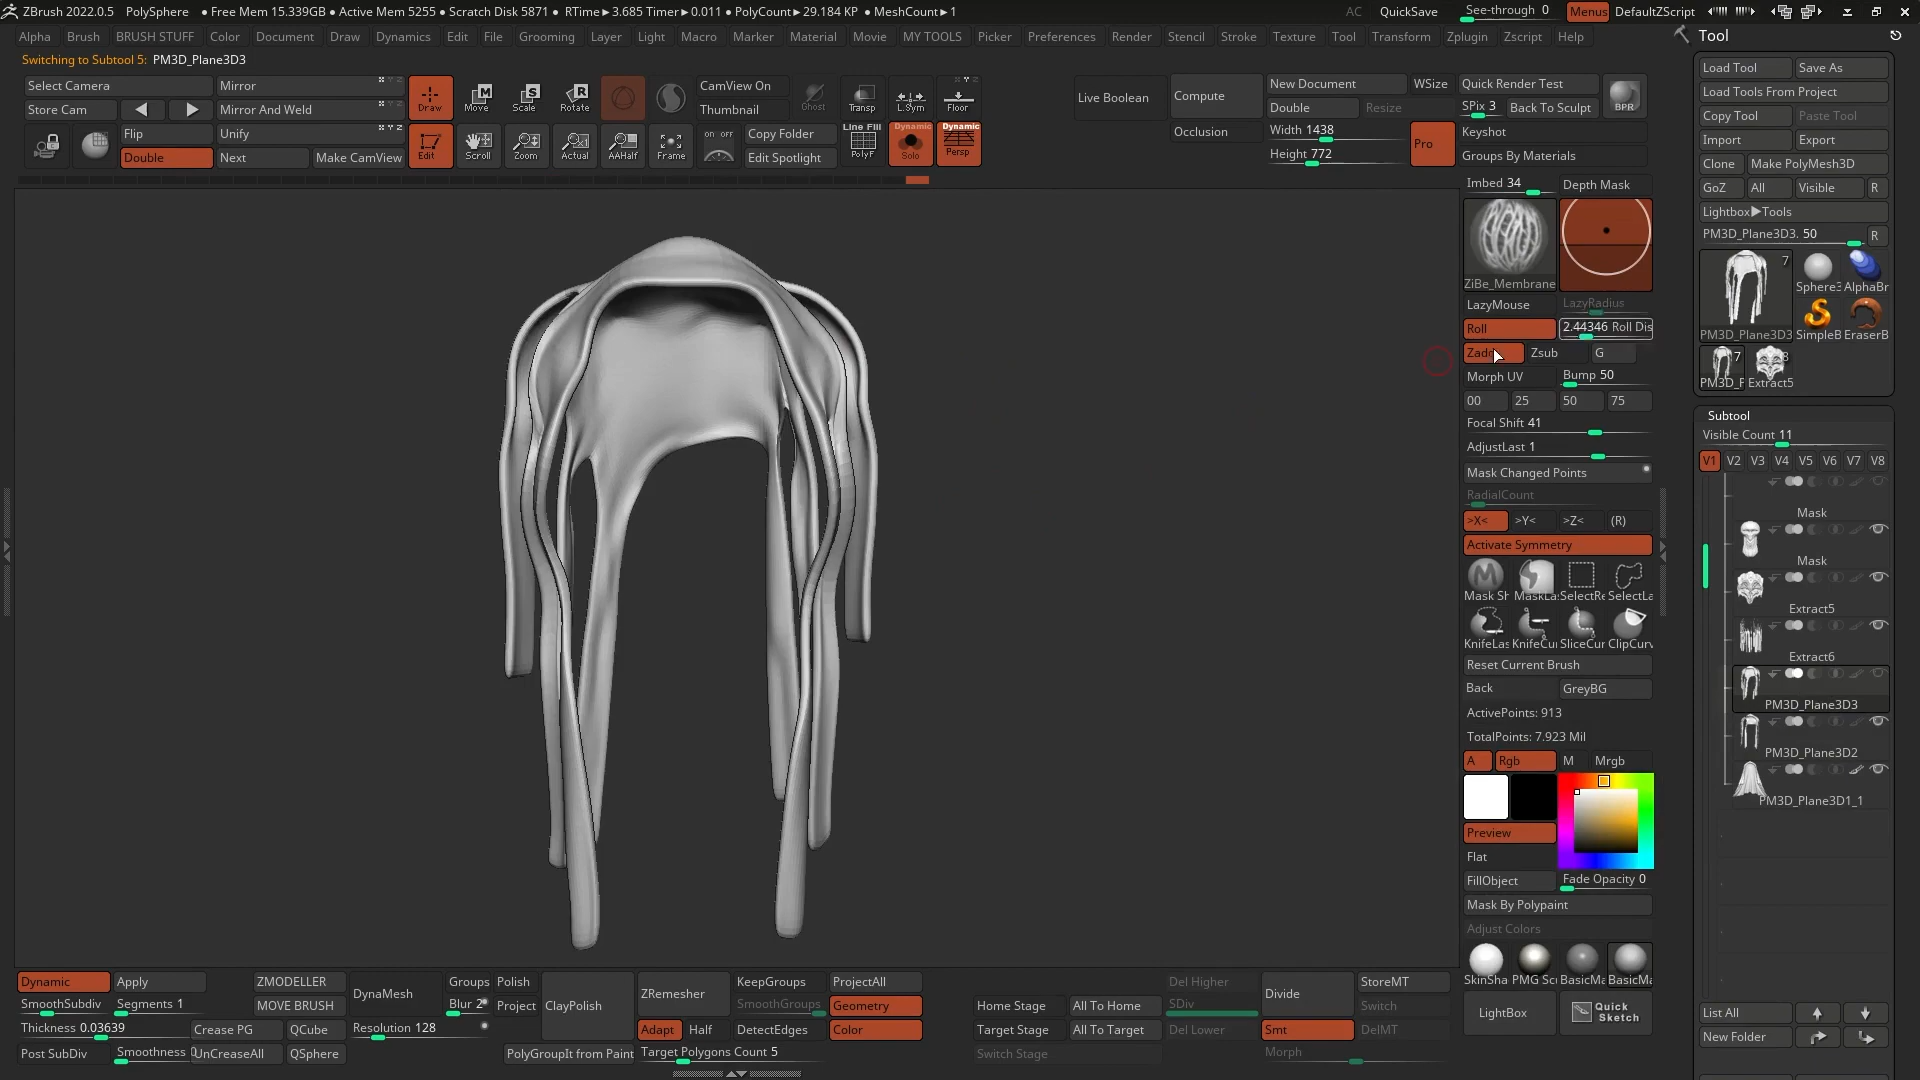 ZBrush 2022.0.5 PolySphere ● Free Mem 15.339GB ● Active Mem 5255 ● Scratch Disk 5871 ● RTime►3.685 Timer►0.011 ● PolyCount►29.184 KP ● MeshCount►1 AC QuickSave See-through 0 Menus DefaultZScript
Alpha Brush BRUSH STUFF Color Document Draw Dynamics Edit File Grooming Layer Light Macro Marker Material Movie MY TOOLS Picker Preferences Render Stencil Stroke Texture Tool Transform Zplugin Zscript Help
Switching to Subtool 5: PM3D_Plane3D3
Select Camera Mirror
Store Cam Mirror And Weld
Flip Unify
Double Next Make CamView
Draw Move Scale Rotate
Edit Scroll Zoom Actual AAHalf Frame
CamView On
Thumbnail
ON OFF Copy Folder
Edit Spotlight
Ghost Transp L.Sym Floor
Line Fill PolyF Dynamic Solo Dynamic Persp
Live Boolean
Compute
Occlusion
New Document WSize
Double Resize
Width 1438
Height 772
Pro
Quick Render Test
SPix 3 Back To Sculpt
BPR
Keyshot
Groups By Materials
Imbed 34 Depth Mask
ZiBe_Membrane
LazyMouse LazyRadius
Roll 2.44346 Roll Dis
Zadd Zsub G
Morph UV Bump 50
00 25 50 75
Focal Shift 41
AdjustLast 1
Mask Changed Points
RadialCount
>X< >Y< >Z< (R)
Activate Symmetry
Mask Sh MaskLa SelectRe SelectLa
KnifeLas KnifeCu SliceCur ClipCurv
Reset Current Brush
Back GreyBG
ActivePoints: 913
TotalPoints: 7.923 Mil
A Rgb M Mrgb
Preview
Flat
FillObject Fade Opacity 0
Mask By Polypaint
Adjust Colors
SkinSha PMG Sc BasicMa BasicMa
LightBox Quick Sketch
Tool
Load Tool Save As
Load Tools From Project
Copy Tool Paste Tool
Import Export
Clone Make PolyMesh3D
GoZ All Visible R
Lightbox►Tools
PM3D_Plane3D3. 50 R
7
Sphere3 AlphaBr
PM3D_Plane3D3 SimpleB EraserB
7 8
PM3D_F Extract5
Subtool
Visible Count 11
V1 V2 V3 V4 V5 V6 V7 V8
Mask
Mask
Extract5
Extract6
PM3D_Plane3D3
PM3D_Plane3D2
PM3D_Plane3D1_1
List All
New Folder
Dynamic Apply
SmoothSubdiv Segments 1
Thickness 0.03639
Post SubDiv Smoothness 0
ZMODELLER
MOVE BRUSH
Crease PG QCube
UnCreaseAll QSphere
DynaMesh
Groups Polish
Blur 2 Project
Resolution 128
ClayPolish
PolyGroupIt from Paint
ZRemesher
Adapt Half
Target Polygons Count 5
KeepGroups
SmoothGroups
DetectEdges
ProjectAll
Geometry
Color
Home Stage All To Home
Target Stage All To Target
Switch Stage
Del Higher
SDiv
Del Lower
Divide
Smt
Morph
StoreMT
Switch
DelMT